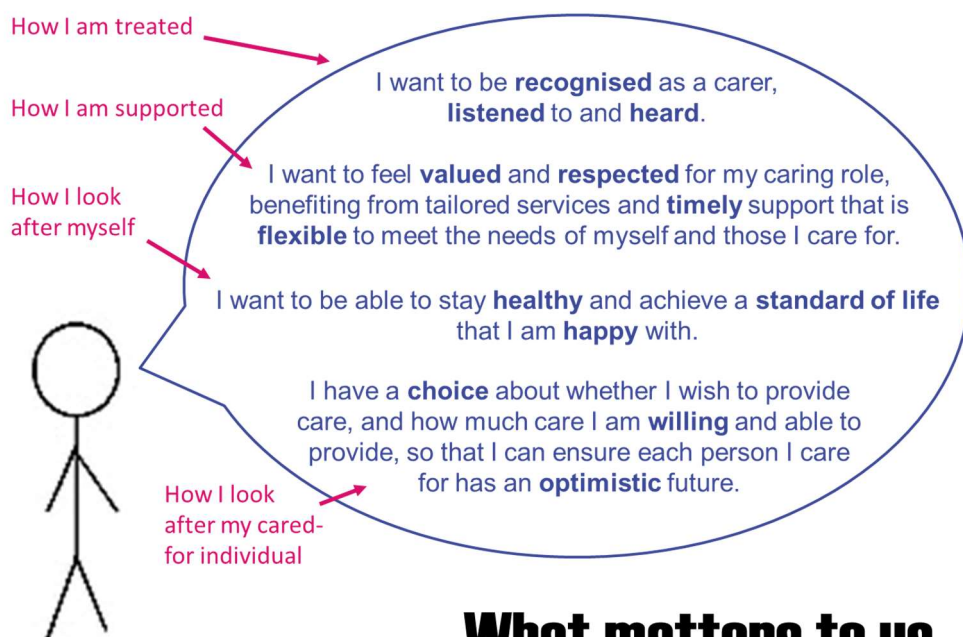 How I am treated
I want to be recognised as a carer,
listened to and heard.
How I am supported
I want to feel valued and respected for my caring role,
benefiting from tailored services and timely support that is
flexible to meet the needs of myself and those I care for.
How I look
after myself
I want to be able to stay healthy and achieve a standard of life
that I am happy with.
I have a choice about whether I wish to provide
care, and how much care I am willing and able to
provide, so that I can ensure each person I care
for has an optimistic future.
How I look
after my cared-
for individual
What matters to us